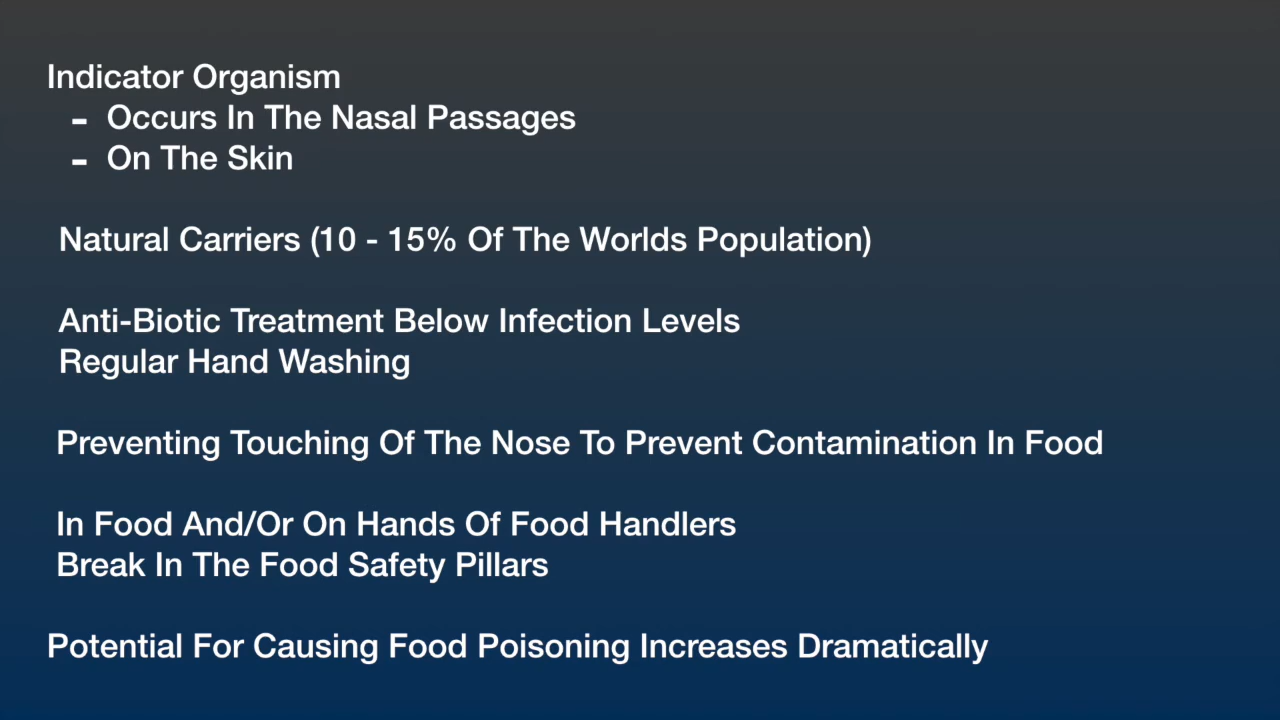 Indicator Organism
- Occurs In The Nasal Passages
- On The Skin
Natural Carriers (10 - 15% Of The Worlds Population)
Anti-Biotic Treatment Below Infection Levels
Regular Hand Washing
Preventing Touching Of The Nose To Prevent Contamination In Food
In Food And/Or On Hands Of Food Handlers
Break In The Food Safety Pillars
Potential For Causing Food Poisoning Increases Dramatically